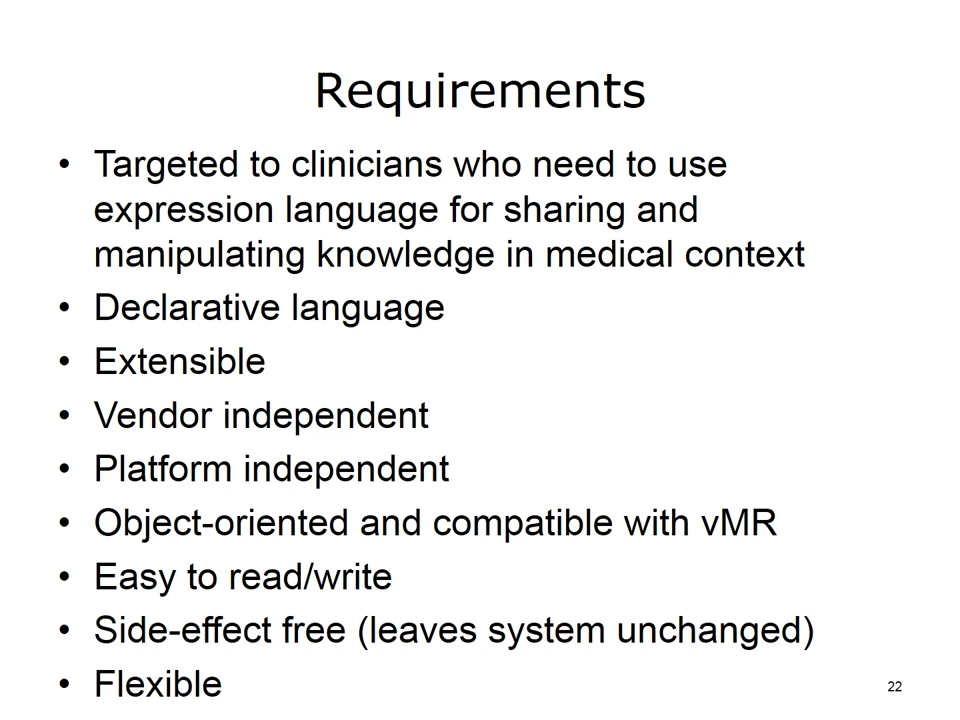 Requirements
• Targeted to clinicians who need to use
expression language for sharing and
manipulating knowledge in medical context
• Declarative language
• Extensible
• Vendor independent
• Platform independent
• Object-oriented and compatible with vMR
• Easy to read/write
• Side-effect free (leaves system unchanged)
• Flexible
22